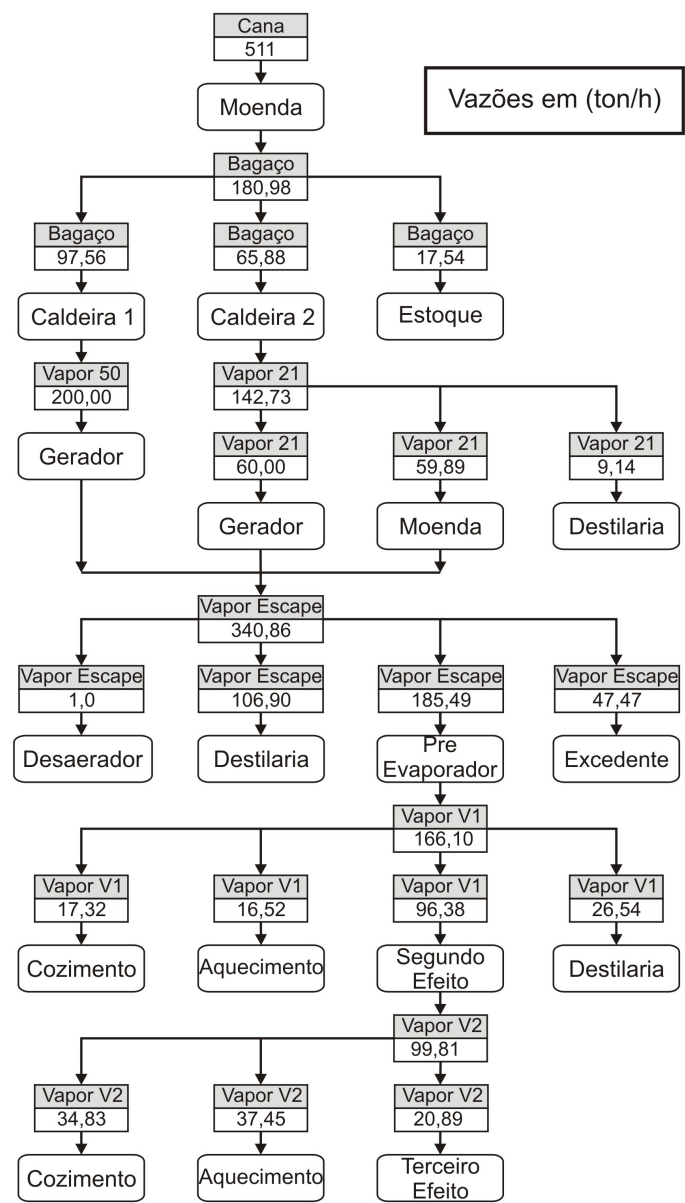 Cana
511
Vazões em (ton/h)
Moenda
Bagaço
180,98
Bagaço
97,56
Bagaço
65,88
Bagaço
17,54
Caldeira 1
Caldeira 2
Estoque
Vapor 50
200,00
Vapor 21
142,73
Gerador
Vapor 21
60,00
Vapor 21
59,89
Vapor 21
9,14
Gerador
Moenda
Destilaria
Vapor Escape
340,86
Vapor Escape
1,0
Vapor Escape
106,90
Vapor Escape
185,49
Vapor Escape
47,47
Desaerador
Destilaria
Pre
Evaporador
Excedente
Vapor V1
166,10
Vapor V1
17,32
Vapor V1
16,52
Vapor V1
96,38
Vapor V1
26,54
Cozimento
Aquecimento
Segundo
Efeito
Destilaria
Vapor V2
99,81
Vapor V2
34,83
Vapor V2
37,45
Vapor V2
20,89
Cozimento
Aquecimento
Terceiro
Efeito